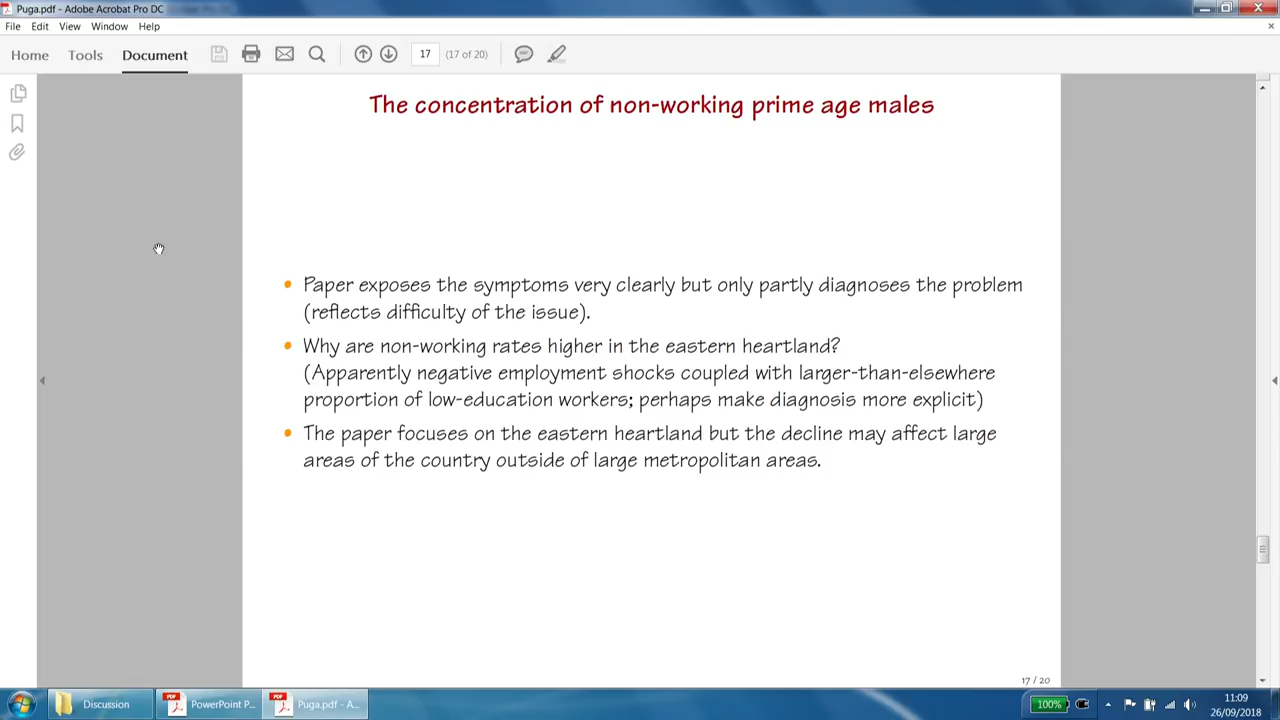 Puga.pdf - Adobe Acrobat Pro DC
File Edit View Window Help
Home Tools Document 17 (17 of 20)
The concentration of non-working prime age males
• Paper exposes the symptoms very clearly but only partly diagnoses the problem
(reflects difficulty of the issue).
• Why are non-working rates higher in the eastern heartland?
(Apparently negative employment shocks coupled with larger-than-elsewhere
proportion of low-education workers; perhaps make diagnosis more explicit)
• The paper focuses on the eastern heartland but the decline may affect large
areas of the country outside of large metropolitan areas.
17 / 20
Discussion PowerPoint P... Puga.pdf - A... 100% 11:09
26/09/2018